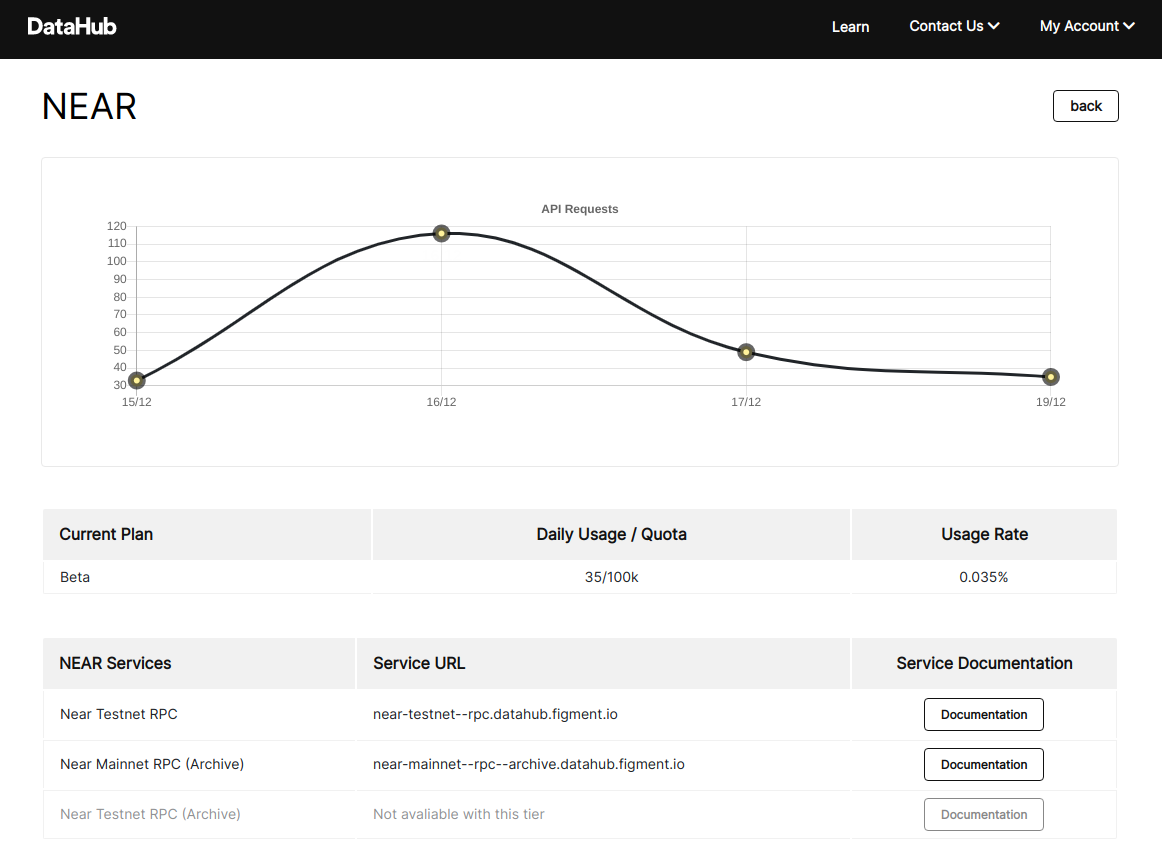 DataHub Learn Contact Us My Account
NEAR back
API Requests
120
110
100
90
80
70
60
50
40
30
15/12 16/12 17/12 19/12
Current Plan Daily Usage / Quota Usage Rate
Beta 35/100k 0.035%
NEAR Services Service URL Service Documentation
Near Testnet RPC near-testnet--rpc.datahub.figment.io Documentation
Near Mainnet RPC (Archive) near-mainnet--rpc--archive.datahub.figment.io Documentation
Near Testnet RPC (Archive) Not avaliable with this tier Documentation